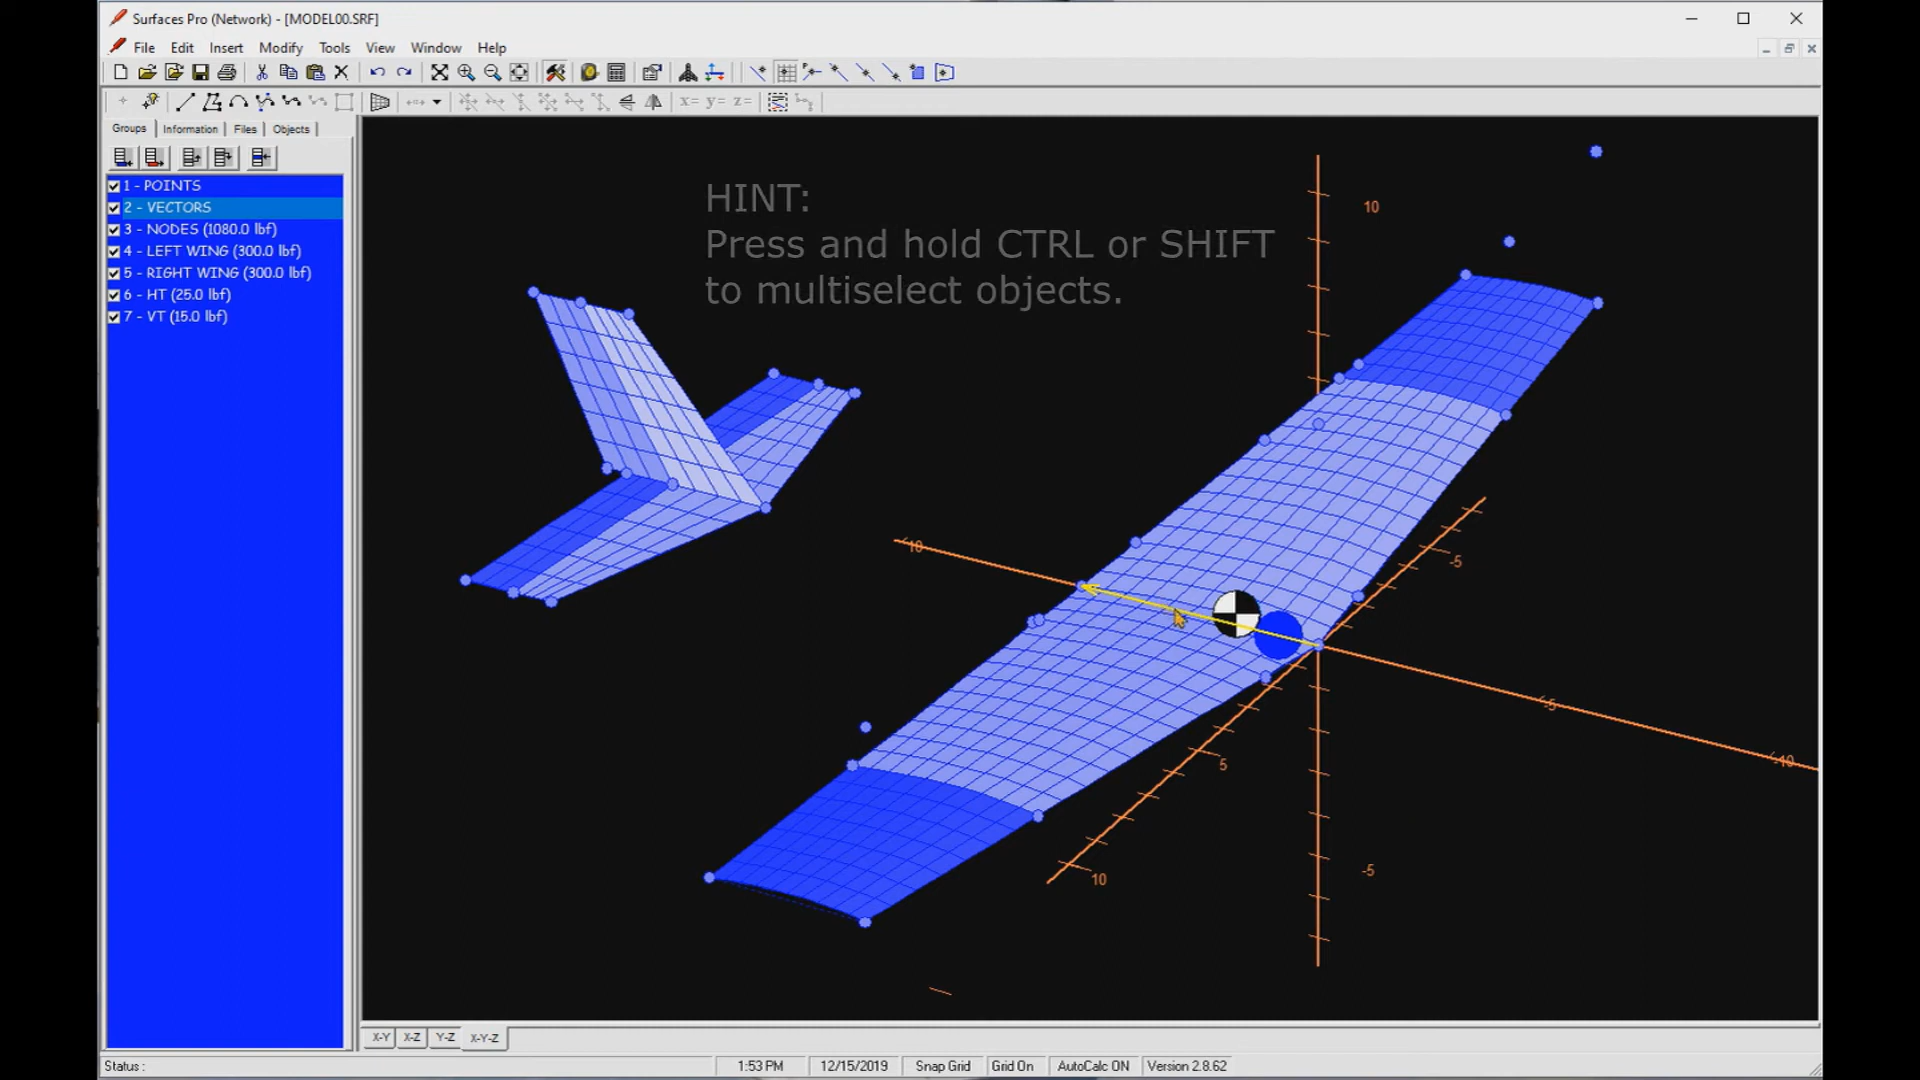 Surfaces Pro (Network) - [MODEL00.SRF]
File Edit Insert Modify Tools View Window Help
x= y= z=
Groups Information Files Objects
1 - POINTS
2 - VECTORS
3 - NODES (1080.0 lbf)
4 - LEFT WING (300.0 lbf)
5 - RIGHT WING (300.0 lbf)
6 - HT (25.0 lbf)
7 - VT (15.0 lbf)
HINT:
Press and hold CTRL or SHIFT
to multiselect objects.
10
10
-5
-5
-10
5
10
-5
X-Y X-Z Y-Z X-Y-Z
Status :
1:53 PM 12/15/2019 Snap Grid Grid On AutoCalc ON Version 2.8.62